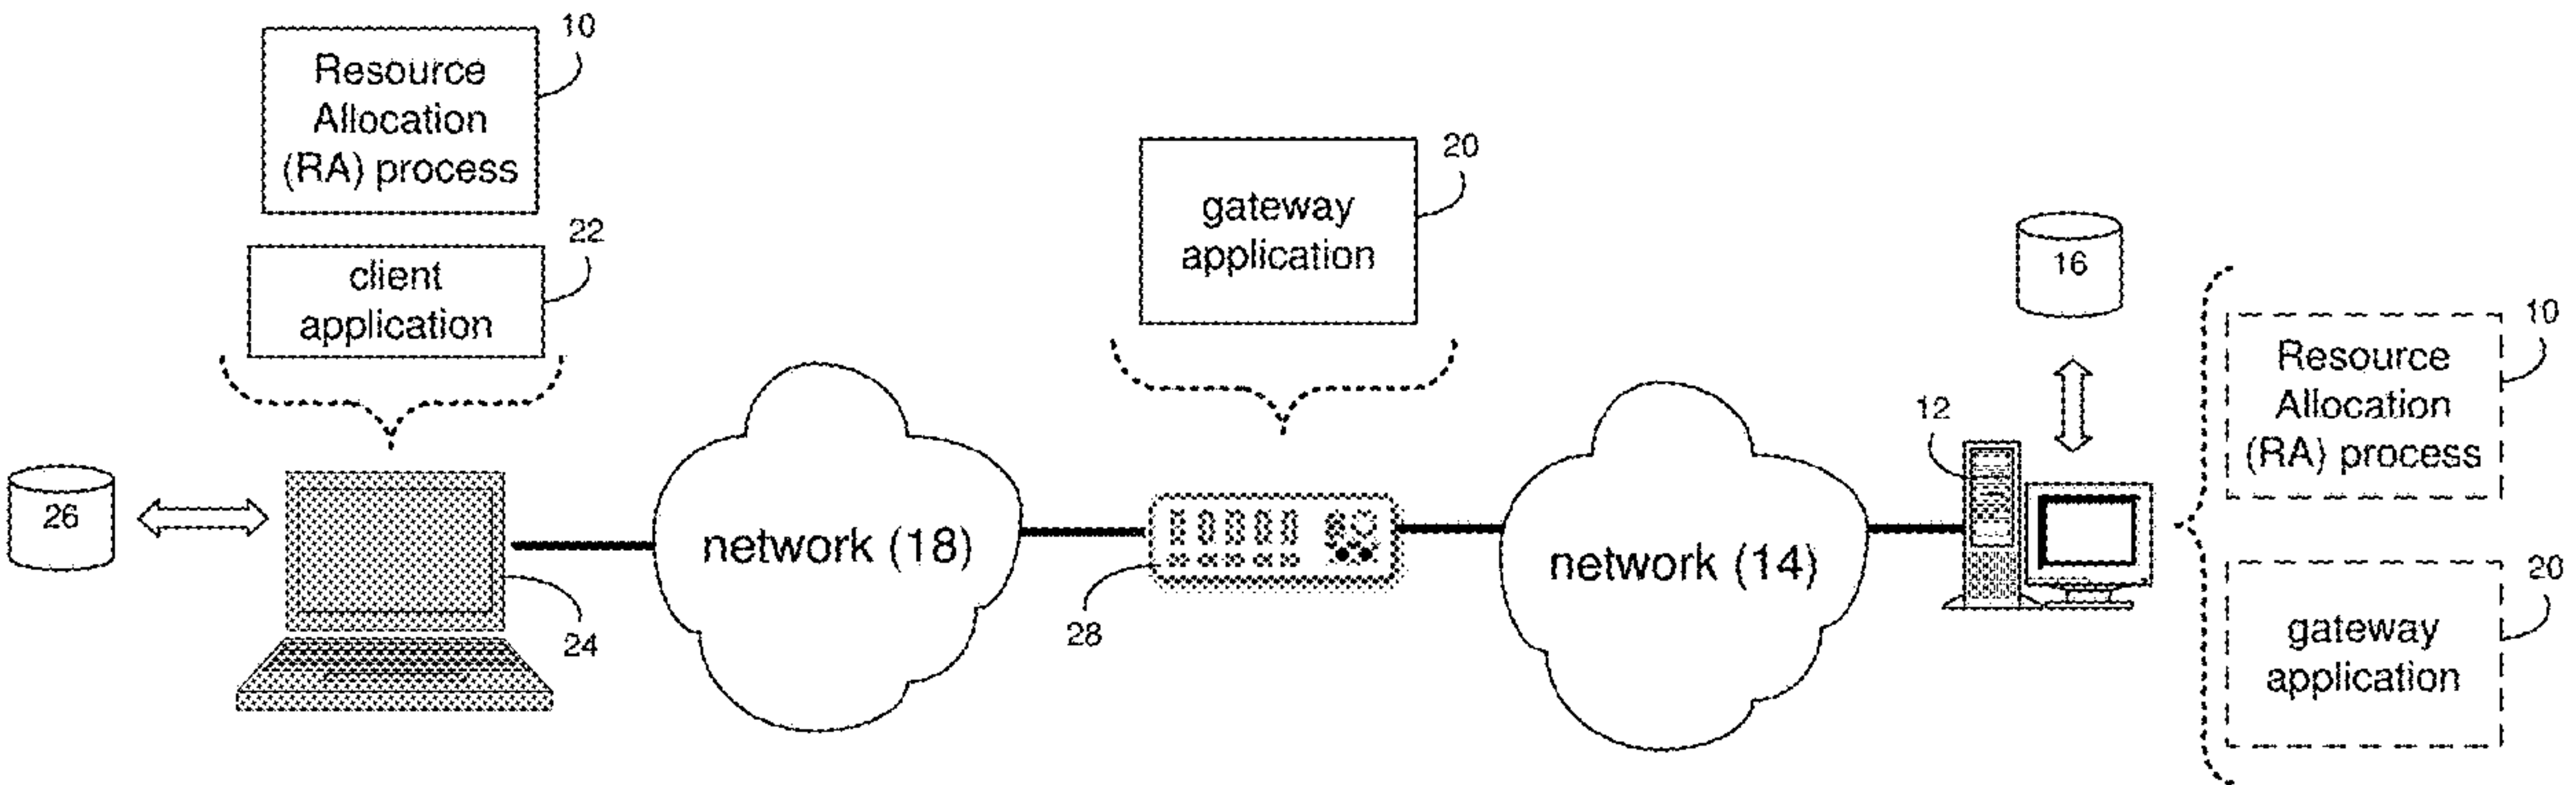 10
Resource
Allocation
(RA) process
22
client
application
20
gateway
application
16
10
Resource
Allocation
(RA) process
12
26
network (18)
network (14)
24
28
20
gateway
application